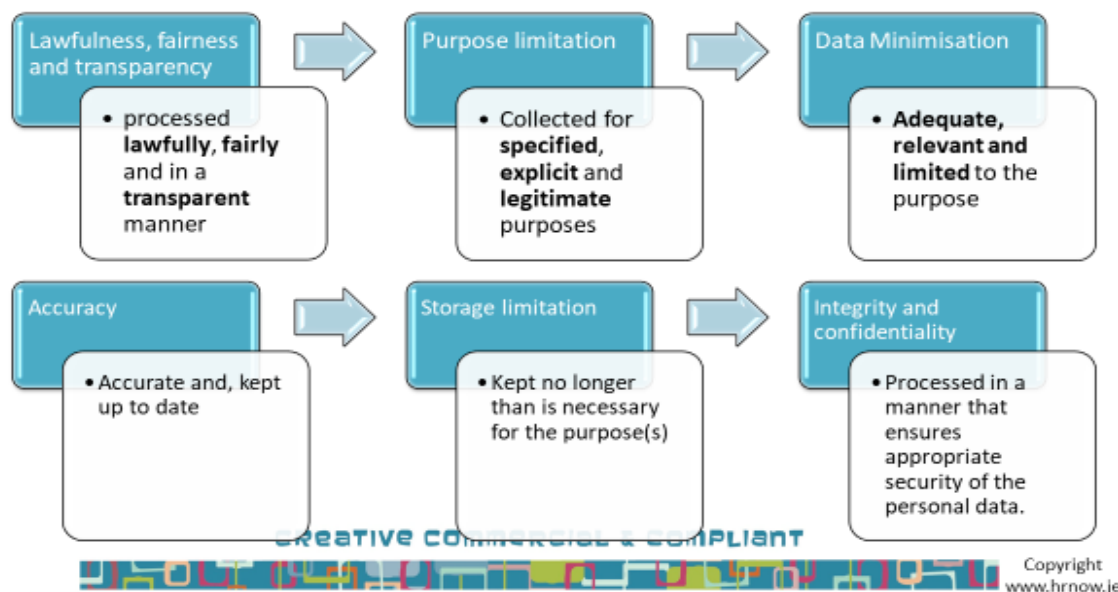 Lawfulness, fairness
and transparency
• processed
lawfully, fairly
and in a
transparent
manner
Purpose limitation
• Collected for
specified,
explicit and
legitimate
purposes
Data Minimisation
• Adequate,
relevant and
limited to the
purpose
Accuracy
• Accurate and, kept
up to date
Storage limitation
• Kept no longer
than is necessary
for the purpose(s)
Integrity and
confidentiality
• Processed in a
manner that
ensures
appropriate
security of the
personal data.
CREATIVE COMMERCIAL & COMPLIANT
Copyright
www.hrnow.ie